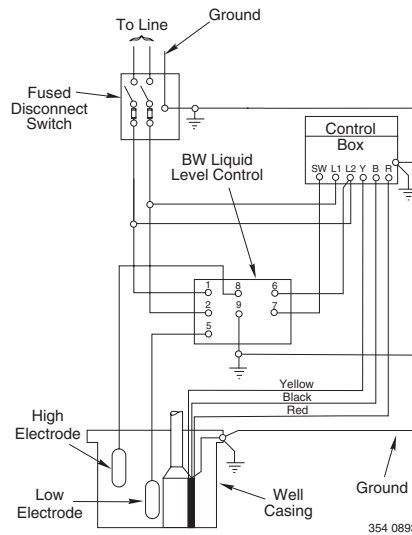 To Line
Ground
Fused
Disconnect
Switch
Control
Box
SW L1 L2 Y B R
BW Liquid
Level Control
1 8 6
2 9 7
5
Yellow
Black
Red
High
Electrode
Low
Electrode
Well
Casing
Ground
354 0893